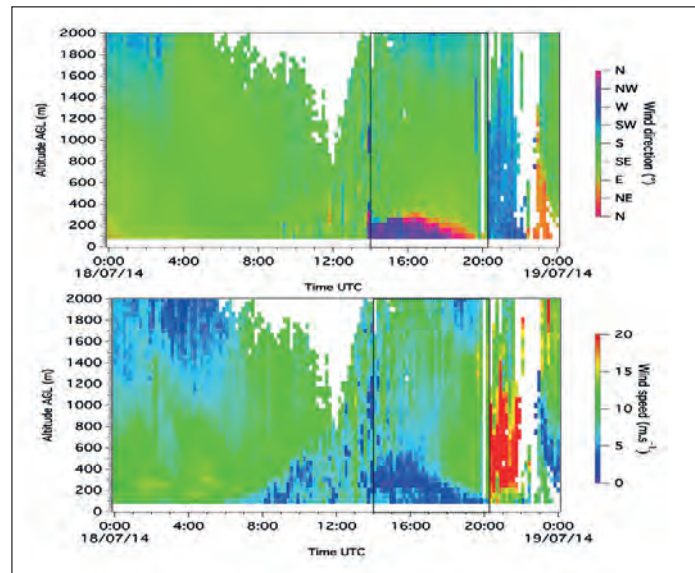 2000
1800
1600
1400
1200
1000
800
600
400
200
0
Altitude AGL (m)
0:00 4:00 8:00 12:00 16:00 20:00 0:00
18/07/14 19/07/14
Time UTC
N
NW
W
SW
S
SE
E
NE
N
Wind direction (°)
2000
1800
1600
1400
1200
1000
800
600
400
200
0
Altitude AGL (m)
0:00 4:00 8:00 12:00 16:00 20:00 0:00
18/07/14 19/07/14
Time UTC
20
15
10
5
0
Wind speed (m.s⁻¹)